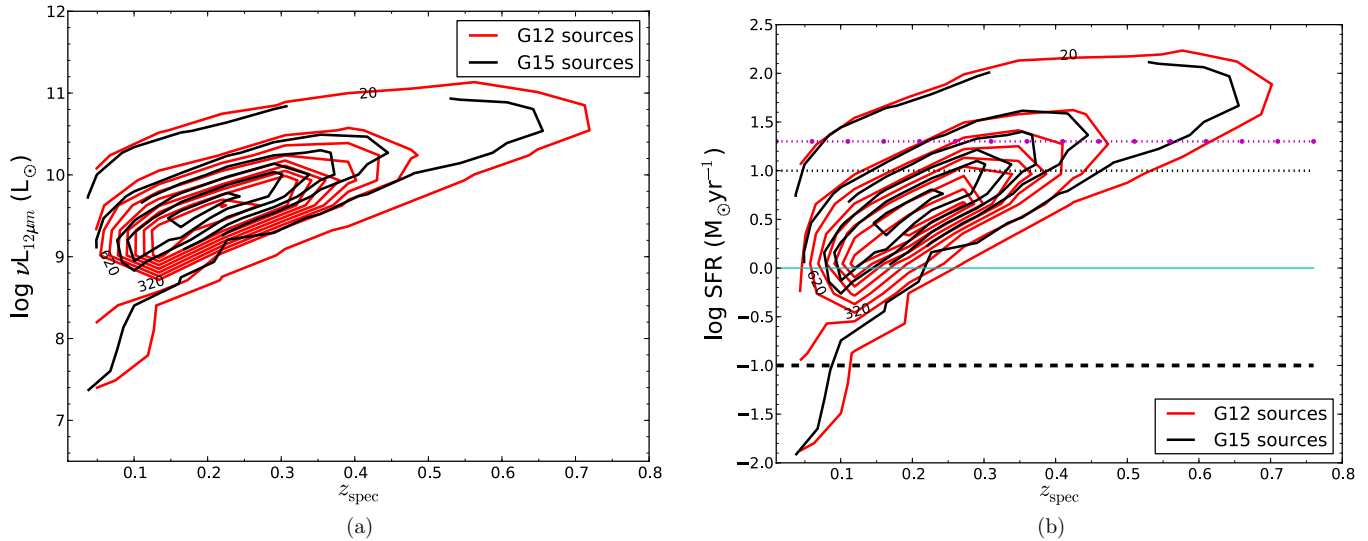 12
11
10
9
8
7
log νL12μm (L⊙)
G12 sources
G15 sources
20
620
320
0.1 0.2 0.3 0.4 0.5 0.6 0.7 0.8
zspec
(a)
2.5
2.0
1.5
1.0
0.5
0.0
−0.5
−1.0
−1.5
−2.0
log SFR (M⊙yr−1)
20
620
320
G12 sources
G15 sources
0.1 0.2 0.3 0.4 0.5 0.6 0.7 0.8
zspec
(b)